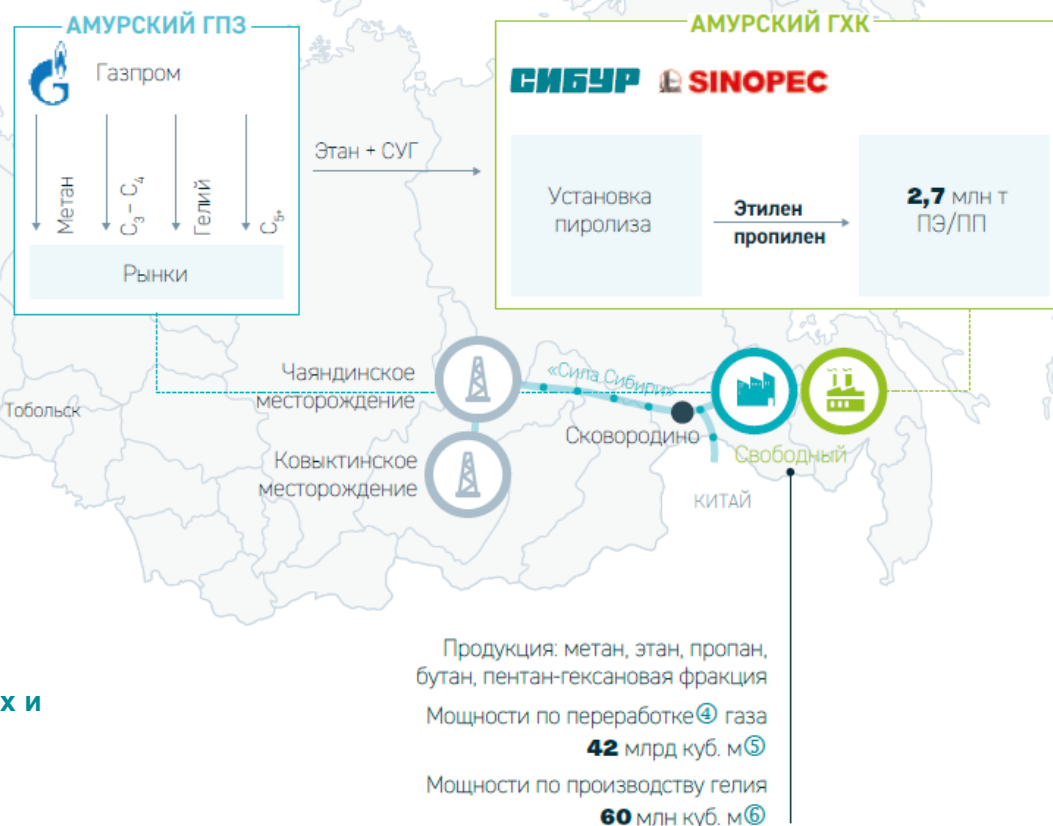 АМУРСКИЙ ГПЗ
Газпром
Метан
C₃ – C₄
Гелий
C₅₊
Рынки
Этан + СУГ
АМУРСКИЙ ГХК
СИБУР SINOPEC
Установка
пиролиза
Этилен
пропилен
2,7 млн т
ПЭ/ПП
Чаяндинское
месторождение
«Сила Сибири»
Тобольск
Сковородино
Свободный
Ковыктинское
месторождение
КИТАЙ
Продукция: метан, этан, пропан,
бутан, пентан-гексановая фракция
х и
Мощности по переработке④ газа
42 млрд куб. м⑤
Мощности по производству гелия
60 млн куб. м⑥